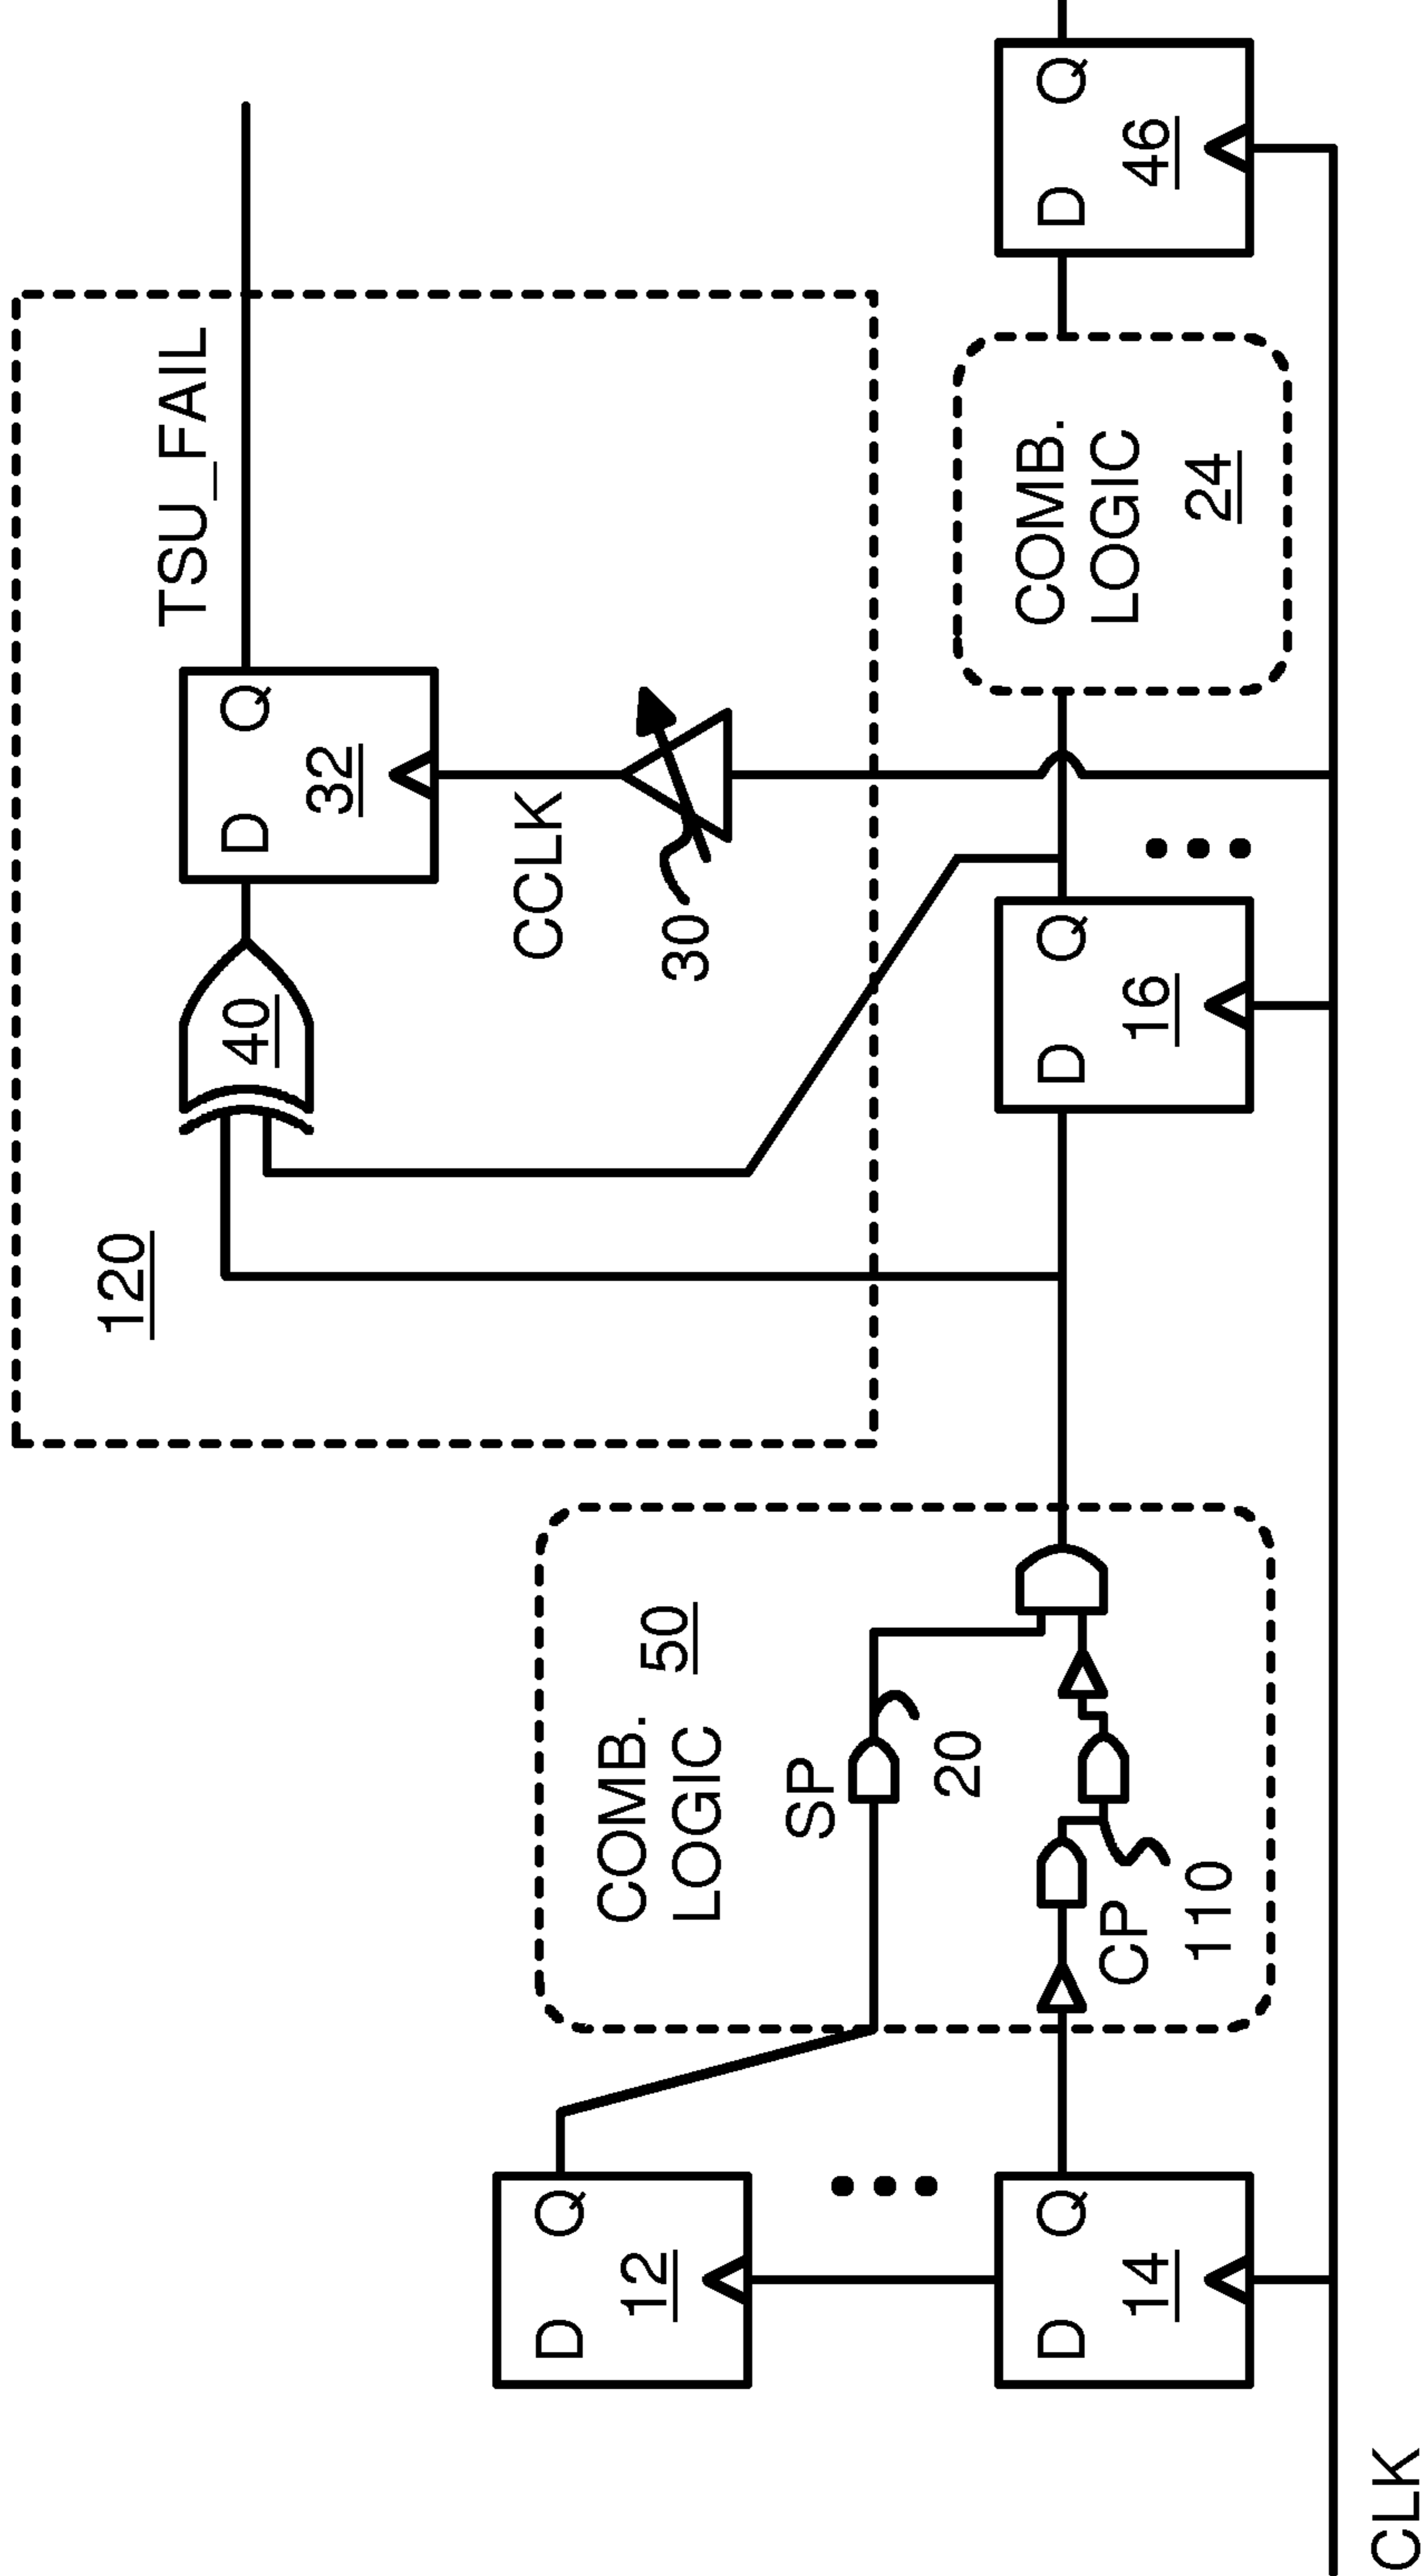 120
TSU_FAIL
40
D
Q
32
CCLK
30
D
Q
12
COMB.
LOGIC
50
SP
20
D
Q
14
CP
110
D
Q
16
COMB.
LOGIC
24
D
Q
46
CLK